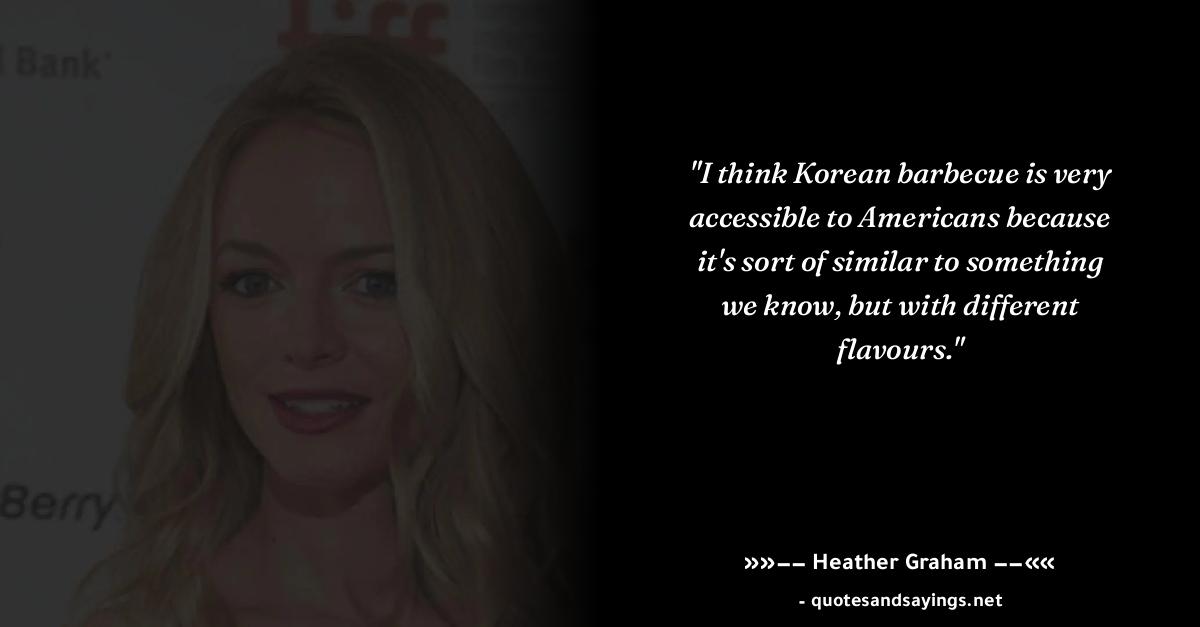 tiff
l Bank
Berry
"I think Korean barbecue is very
accessible to Americans because
it's sort of similar to something
we know, but with different
flavours."
»»−− Heather Graham −−««
- quotesandsayings.net